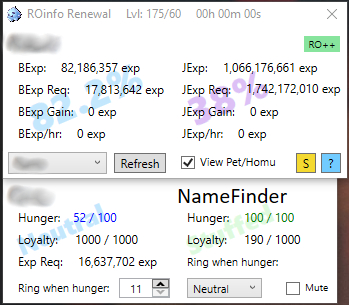 ROinfo Renewal Lvl: 175/60 00h 00m 00s
RO++
BExp: 82,186,357 exp JExp: 1,066,176,661 exp
BExp Req: 17,813,642 exp JExp Req: 1,742,172,010 exp
82.2% 38%
BExp Gain: 0 exp JExp Gain: 0 exp
BExp/hr: 0 exp JExp/hr: 0 exp
Refresh View Pet/Homu S ?
NameFinder
Hunger: 52 / 100 Hunger: 100 / 100
Neutral Stuffed
Loyalty: 1000 / 1000 Loyalty: 190 / 1000
Exp Req: 16,637,702 exp Ring when hunger:
Ring when hunger: 11 Neutral Mute